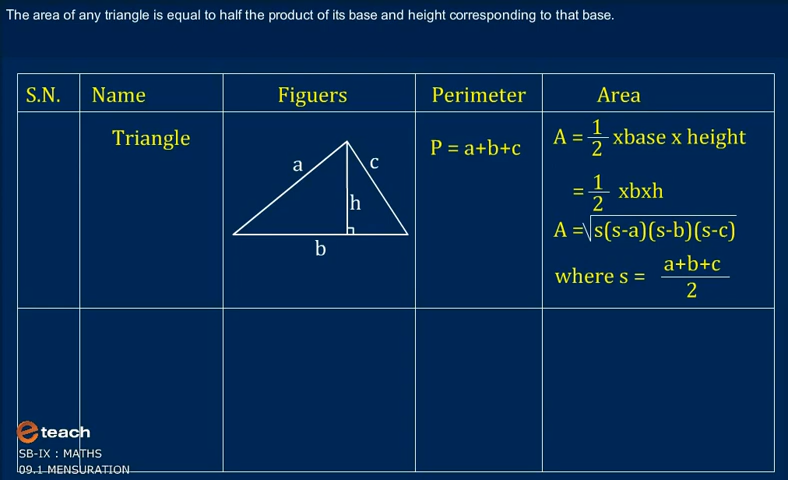 The area of any triangle is equal to half the product of its base and height corresponding to that base.
S.N. Name Figuers Perimeter Area
Triangle
a c
h
b
P = a+b+c
A = 1/2 xbase x height
= 1/2 xbxh
A = √s(s-a)(s-b)(s-c)
where s = a+b+c/2
e teach
SB-IX : MATHS
09.1 MENSURATION